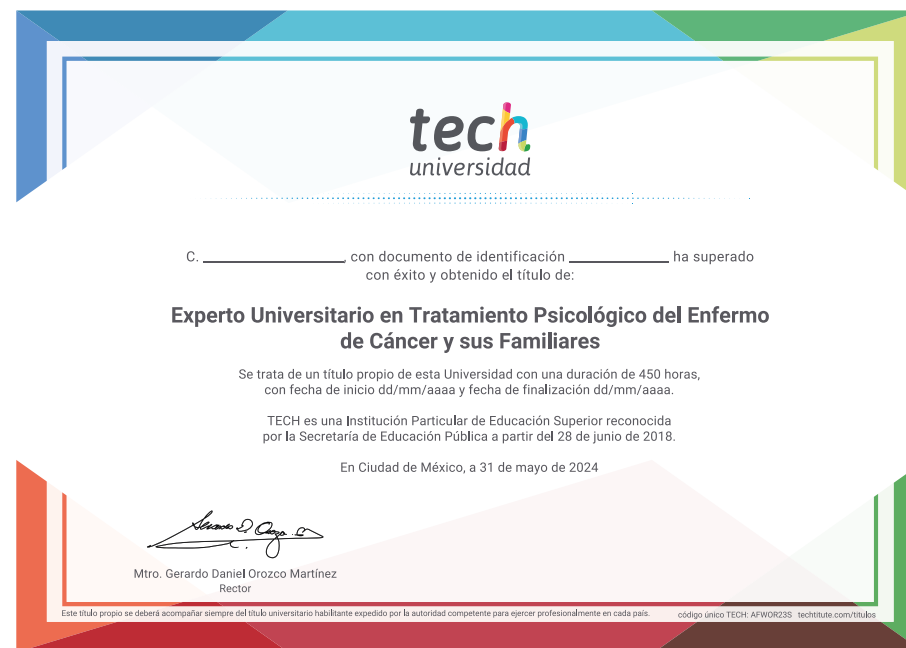 tech
universidad
C. ____________, con documento de identificación ____________ ha superado
con éxito y obtenido el título de:
Experto Universitario en Tratamiento Psicológico del Enfermo
de Cáncer y sus Familiares
Se trata de un título propio de esta Universidad con una duración de 450 horas,
con fecha de inicio dd/mm/aaaa y fecha de finalización dd/mm/aaaa.
TECH es una Institución Particular de Educación Superior reconocida
por la Secretaría de Educación Pública a partir del 28 de junio de 2018.
En Ciudad de México, a 31 de mayo de 2024
Mtro. Gerardo Daniel Orozco Martínez
Rector
Este título propio se deberá acompañar siempre del título universitario habilitante expedido por la autoridad competente para ejercer profesionalmente en cada país. código único TECH: AFWOR23S techtitute.com/titulos